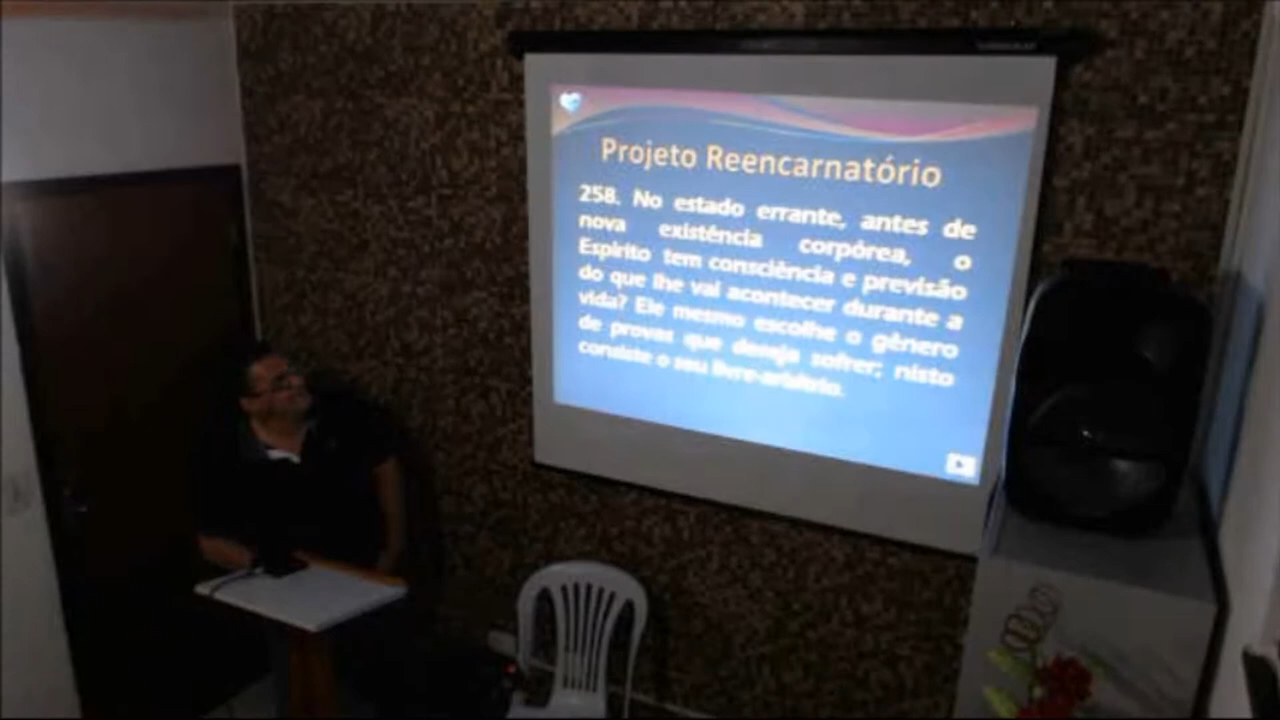 Projeto Reencarnatório
258. No estado errante, antes de
nova existência corpórea, o
Espírito tem consciência e previsão
do que lhe vai acontecer durante a
vida? Ele mesmo escolhe o gênero
de provas que deseja sofrer; nisto
consiste o seu livre-arbítrio.